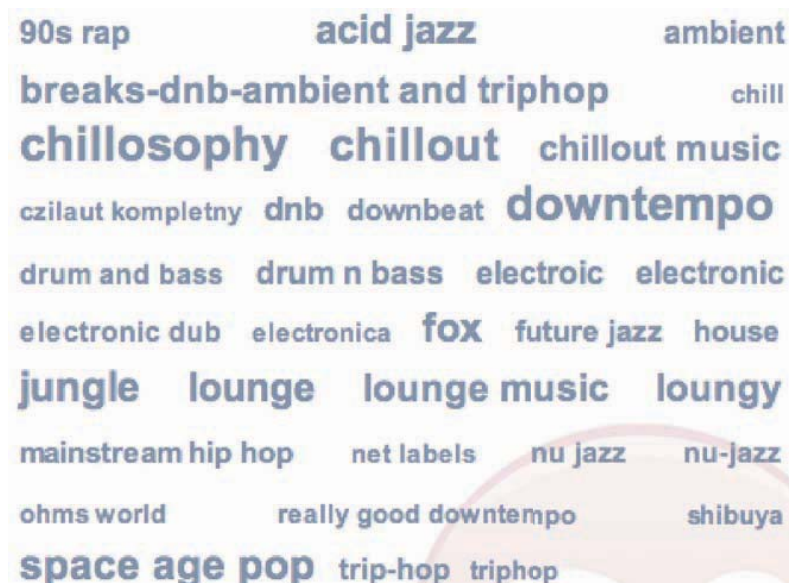 90s rap acid jazz ambient
breaks-dnb-ambient and triphop chill
chillosophy chillout chillout music
czilaut kompletny dnb downbeat downtempo
drum and bass drum n bass electroic electronic
electronic dub electronica fox future jazz house
jungle lounge lounge music loungy
mainstream hip hop net labels nu jazz nu-jazz
ohms world really good downtempo shibuya
space age pop trip-hop triphop